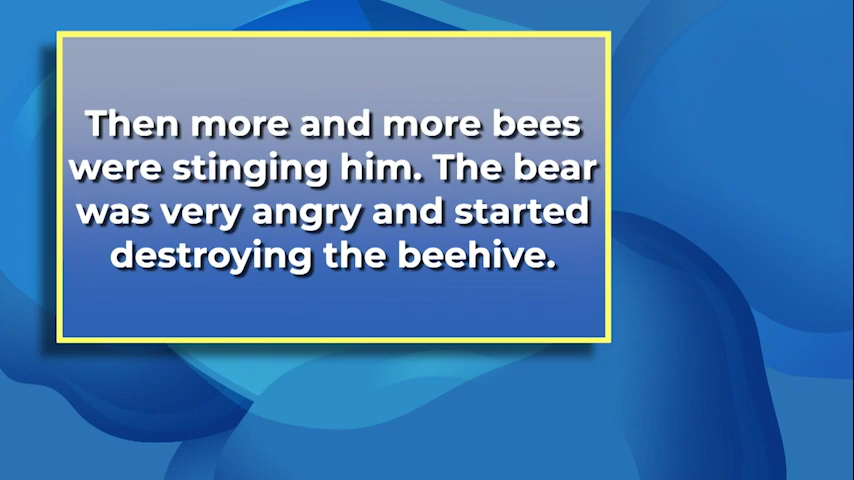 Then more and more bees
were stinging him. The bear
was very angry and started
destroying the beehive.